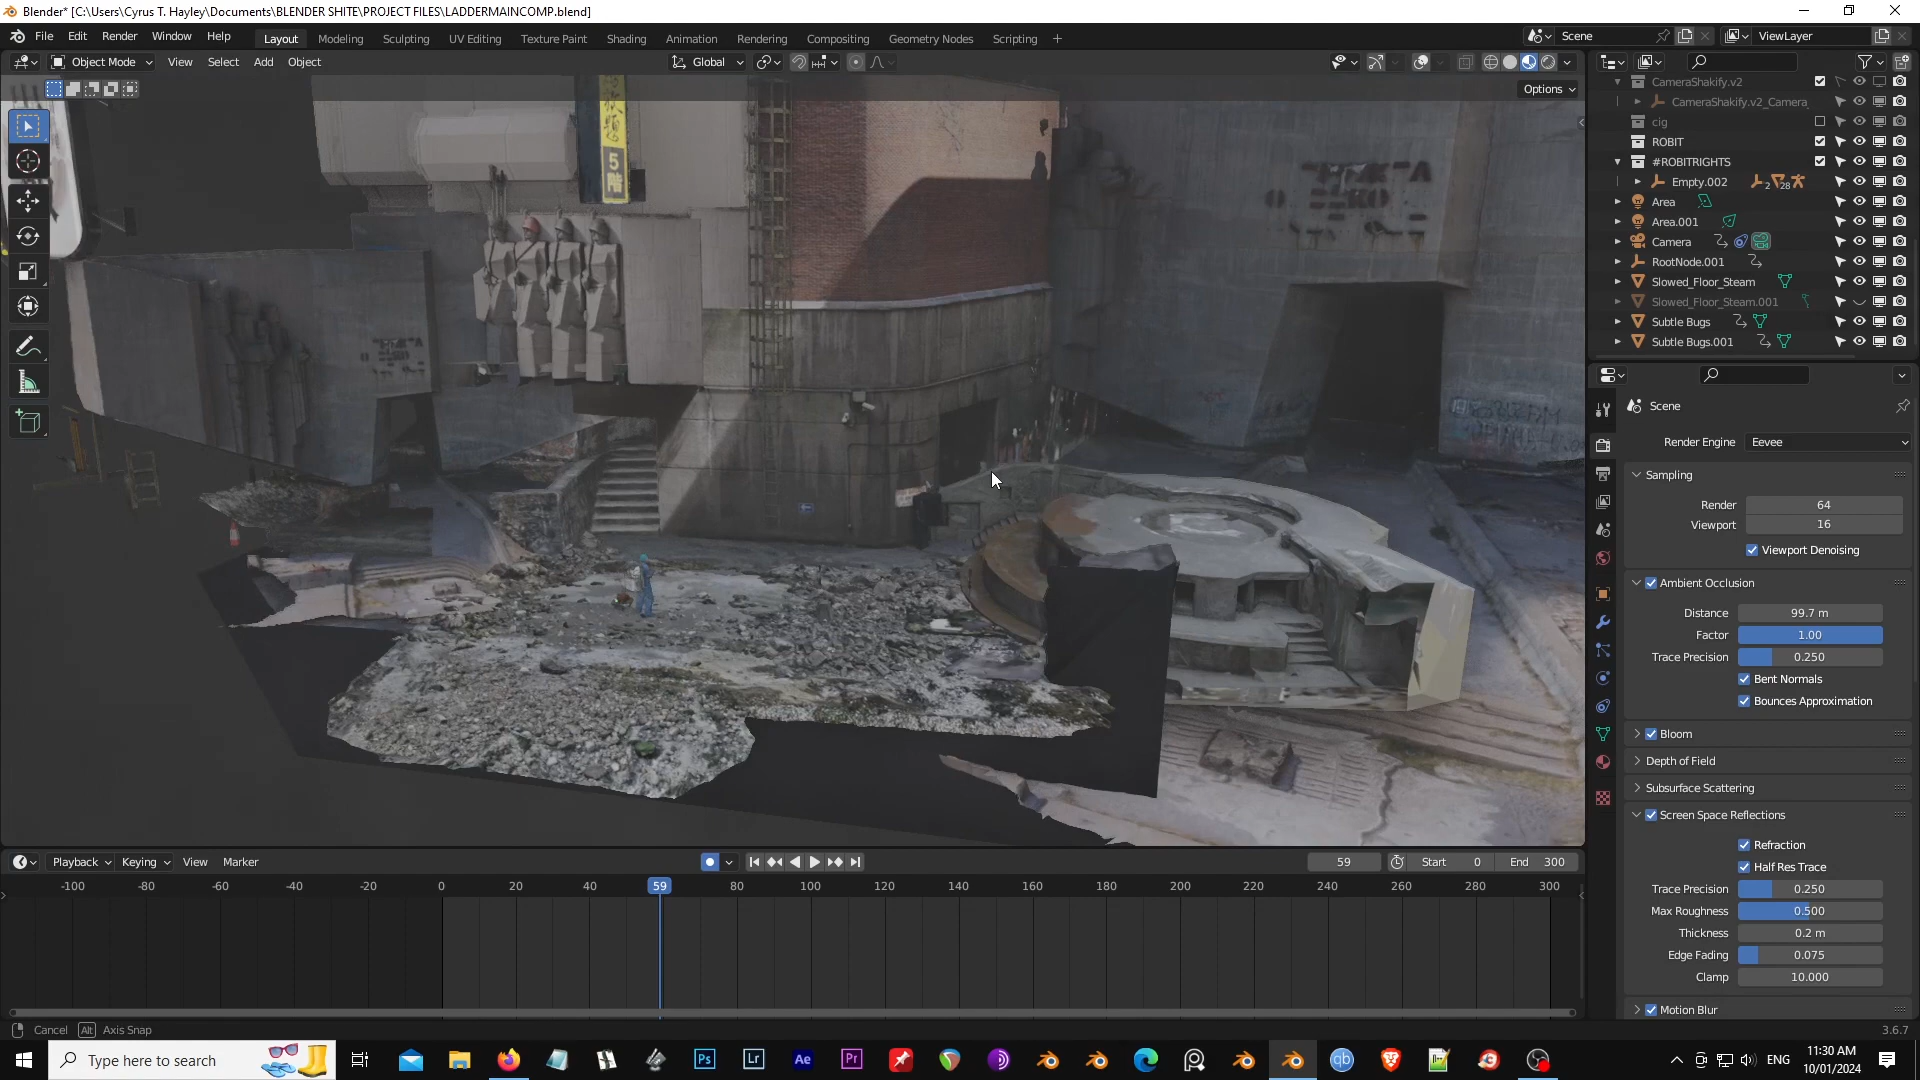 Blender* [C:\Users\Cyrus T. Hayley\Documents\BLENDER SHITE\PROJECT FILES\LADDERMAINCOMP.blend]
File Edit Render Window Help Layout Modeling Sculpting UV Editing Texture Paint Shading Animation Rendering Compositing Geometry Nodes Scripting + Scene ViewLayer
Object Mode View Select Add Object Global
Options
CameraShakify.v2
CameraShakify.v2_Camera
cig
ROBIT
#ROBITRIGHTS
Empty.002 2 28
Area
Area.001
Camera
RootNode.001
Slowed_Floor_Steam
Slowed_Floor_Steam.001
Subtle Bugs
Subtle Bugs.001
5
階
Scene
Render Engine Eevee
Sampling
Render 64
Viewport 16
Viewport Denoising
Ambient Occlusion
Distance 99.7 m
Factor 1.00
Trace Precision 0.250
Bent Normals
Bounces Approximation
Bloom
Depth of Field
Subsurface Scattering
Screen Space Reflections
Refraction
Half Res Trace
Trace Precision 0.250
Max Roughness 0.500
Thickness 0.2 m
Edge Fading 0.075
Clamp 10.000
Motion Blur
Playback Keying View Marker 59 Start 0 End 300
-100 -80 -60 -40 -20 0 20 40 59 80 100 120 140 160 180 200 220 240 260 280 300
Cancel Alt Axis Snap 3.6.7
Type here to search Ps Lr Ae Pr qb ENG 11:30 AM
10/01/2024